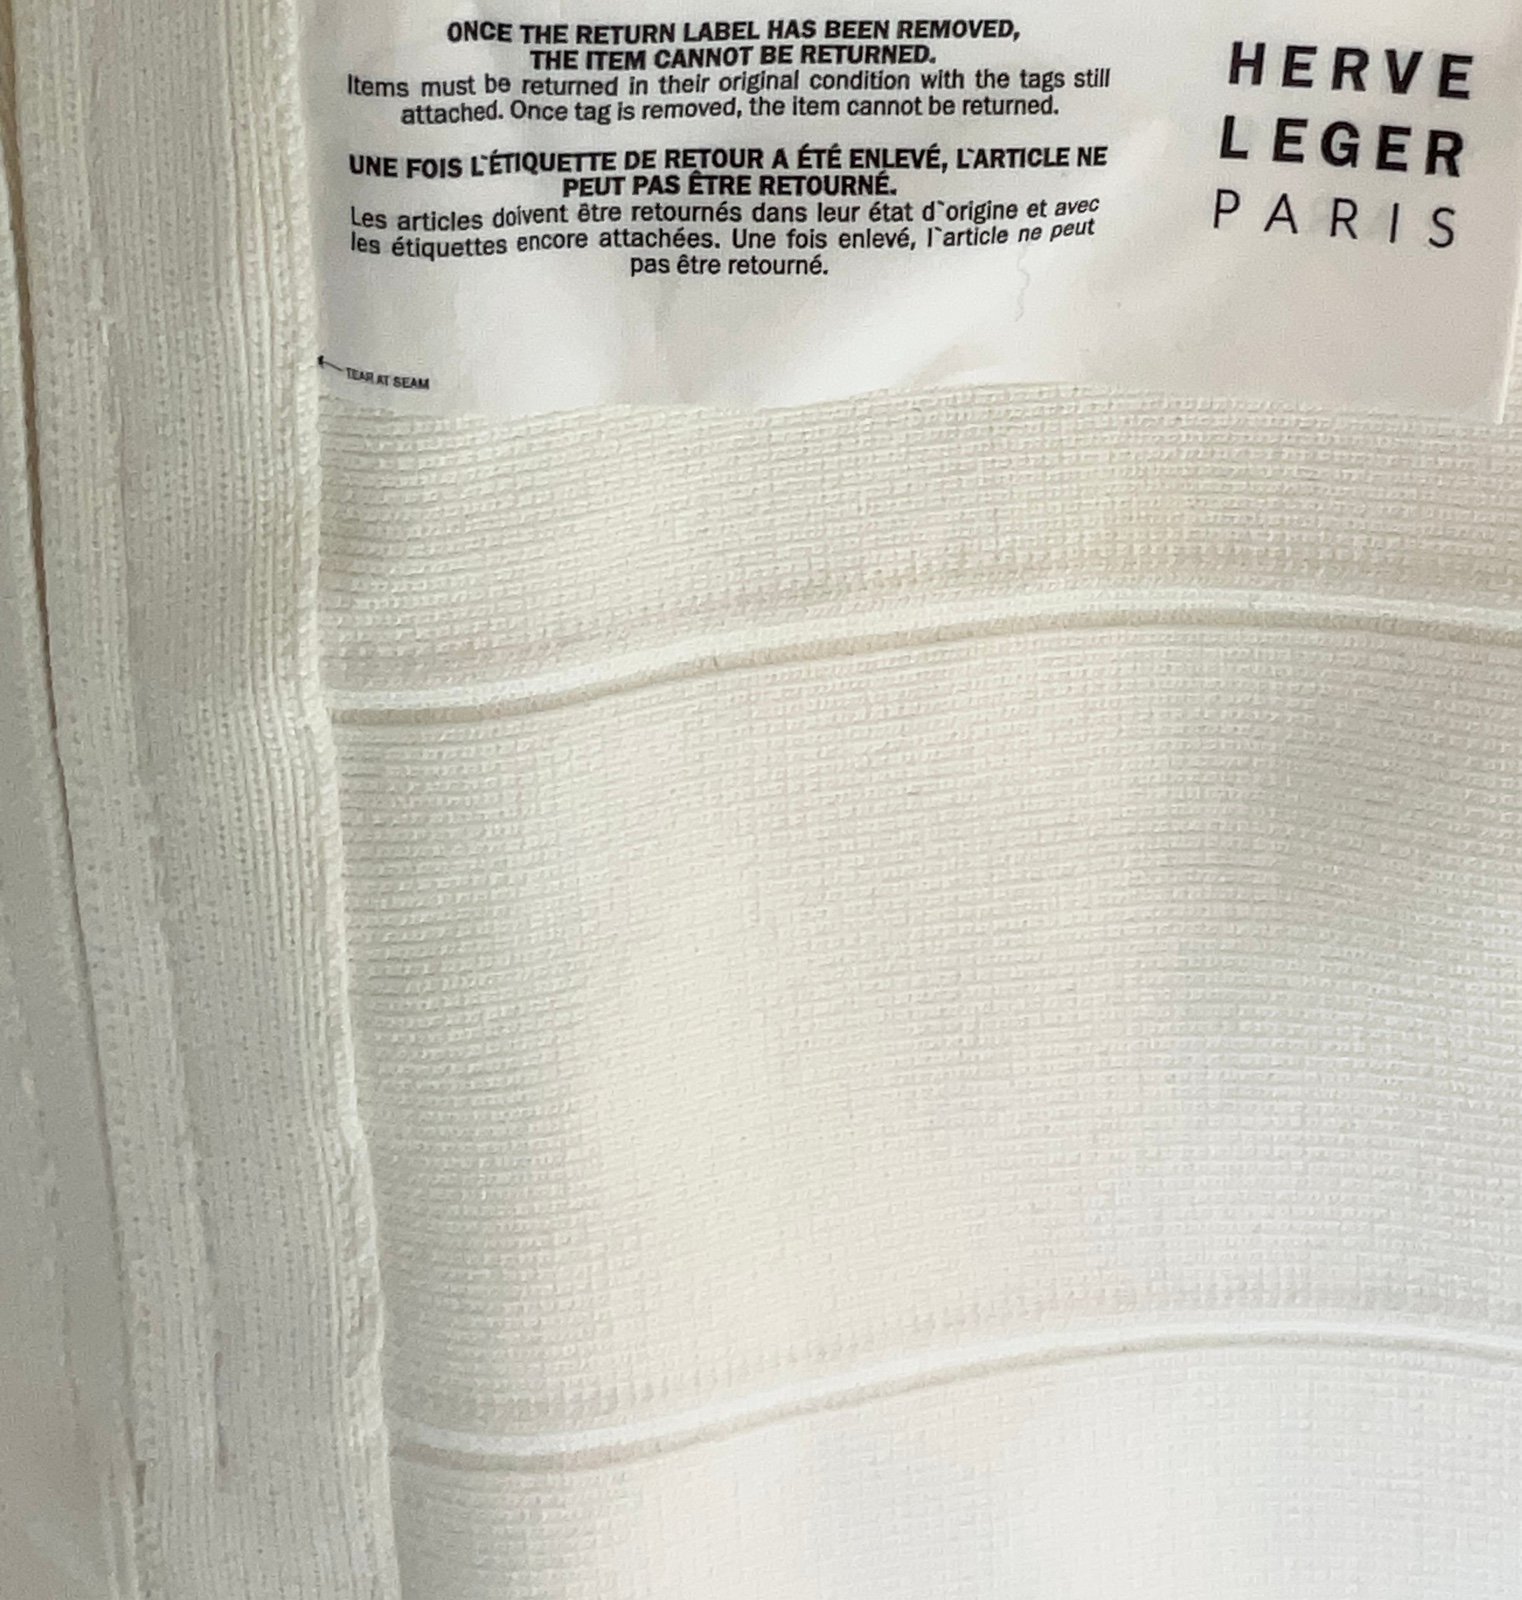 ONCE THE RETURN LABEL HAS BEEN REMOVED,
THE ITEM CANNOT BE RETURNED.
Items must be returned in their original condition with the tags still
attached. Once tag is removed, the item cannot be returned.
UNE FOIS L`ÉTIQUETTE DE RETOUR A ÉTÉ ENLEVÉ, L`ARTICLE NE
PEUT PAS ÊTRE RETOURNÉ.
Les articles doivent être retournés dans leur état d`origine et avec
les étiquettes encore attachées. Une fois enlevé, l`article ne peut
pas être retourné.
TEAR AT SEAM
HERVE
LEGER
PARIS